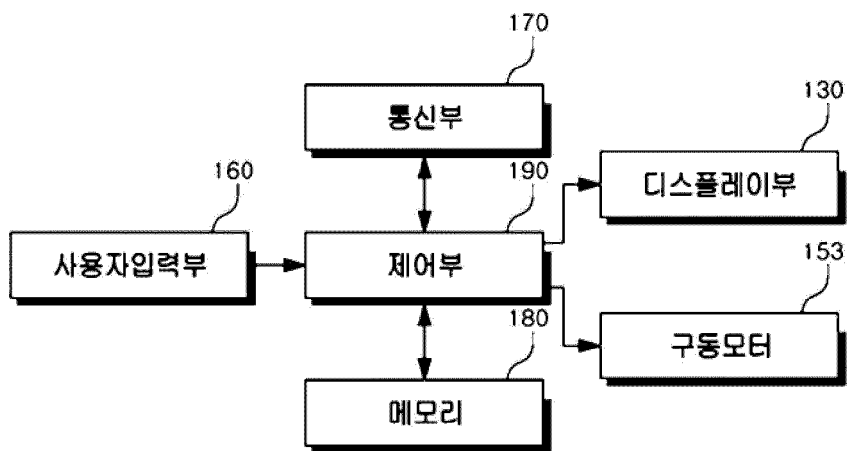 170
통신부
130
디스플레이부
160
190
사용자입력부
제어부
153
구동모터
180
메모리